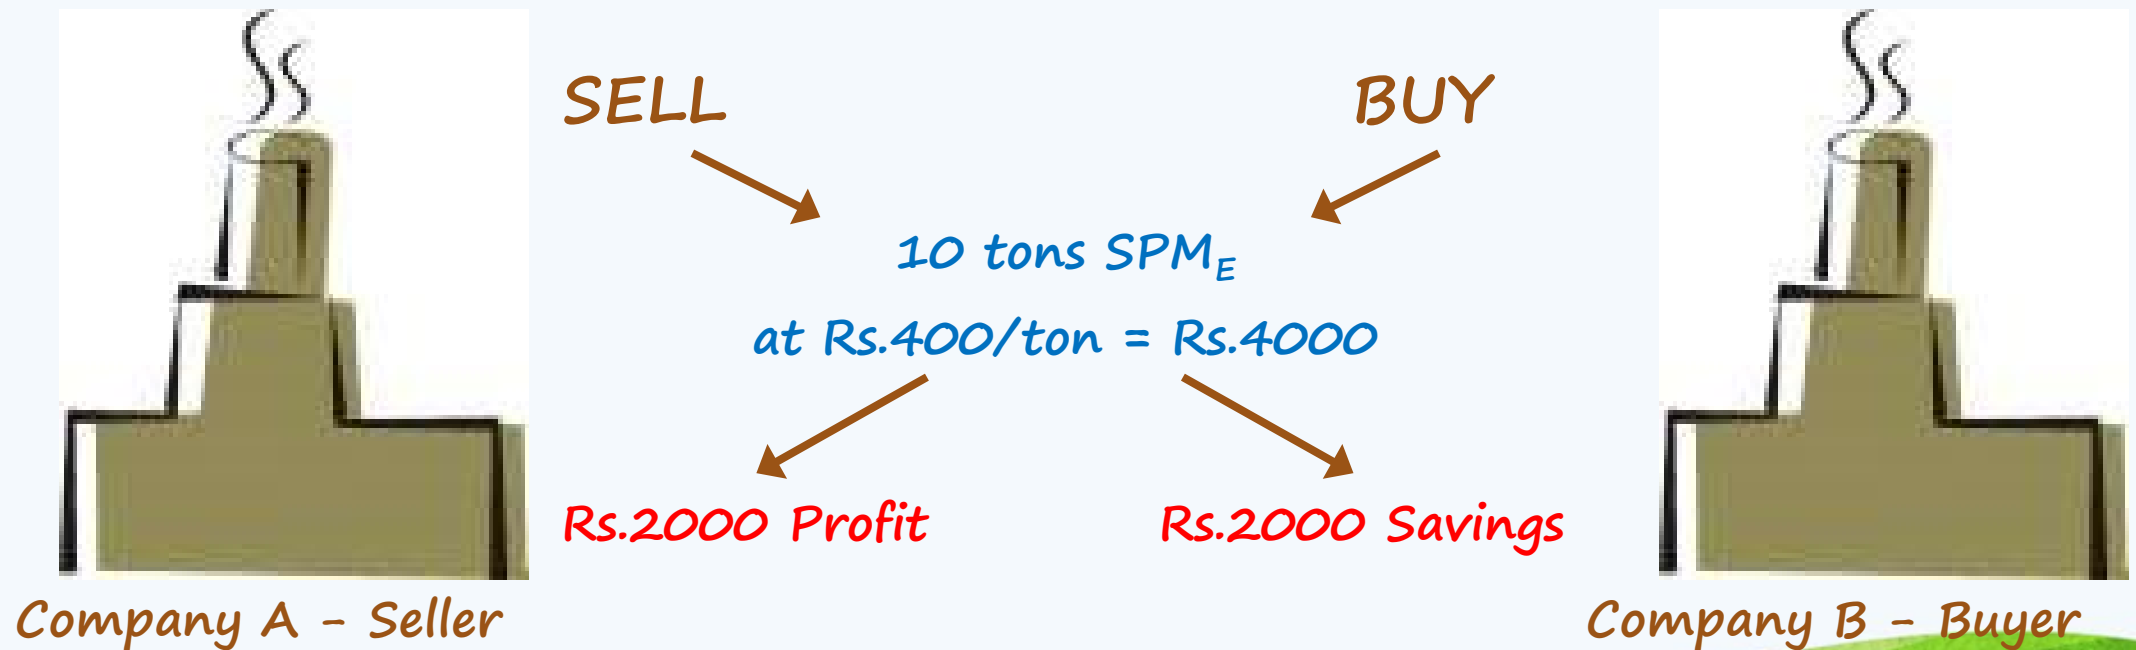 SELL
BUY
10 tons SPM_E
at Rs.400/ton = Rs.4000
Rs.2000 Profit
Rs.2000 Savings
Company A - Seller
Company B - Buyer